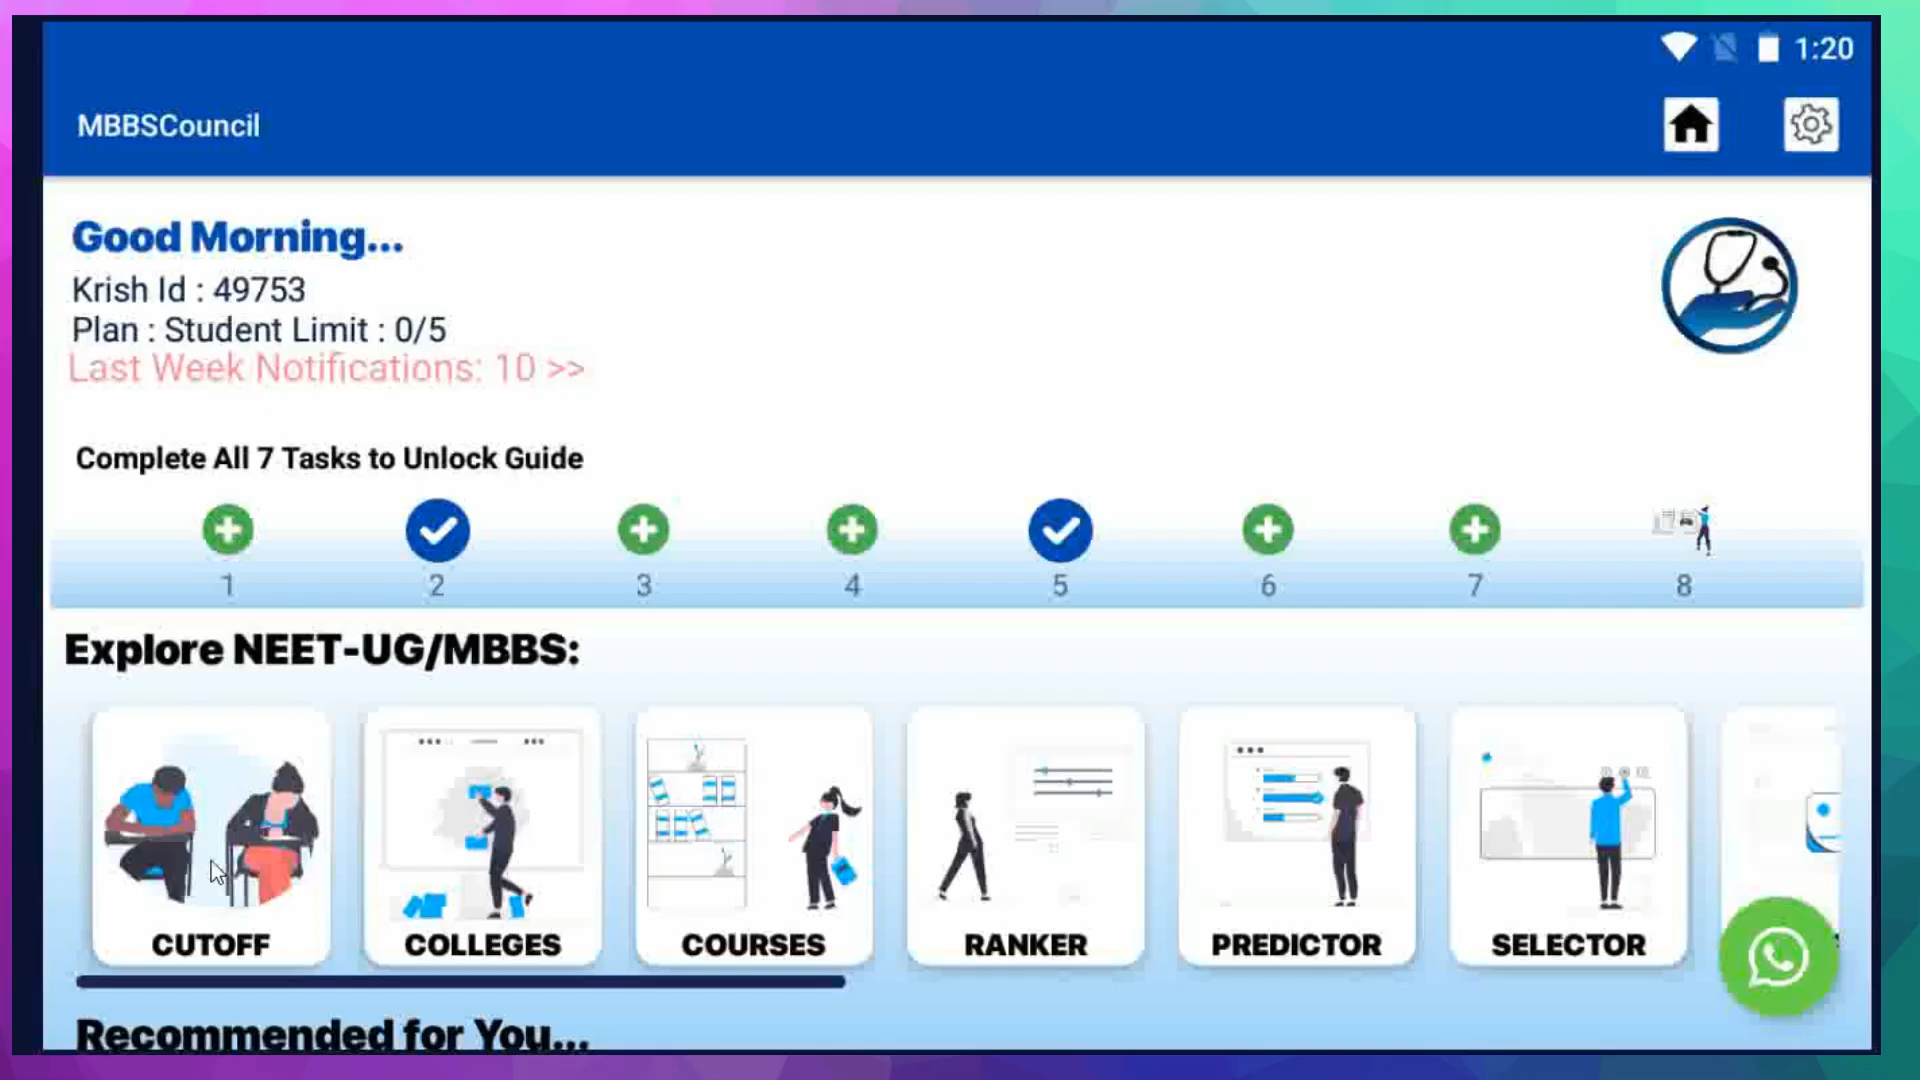 1:20
MBBSCouncil
Good Morning...
Krish Id : 49753
Plan : Student Limit : 0/5
Last Week Notifications: 10 >>
Complete All 7 Tasks to Unlock Guide
1 2 3 4 5 6 7 8
Explore NEET-UG/MBBS:
CUTOFF COLLEGES COURSES RANKER PREDICTOR SELECTOR
Recommended for You...